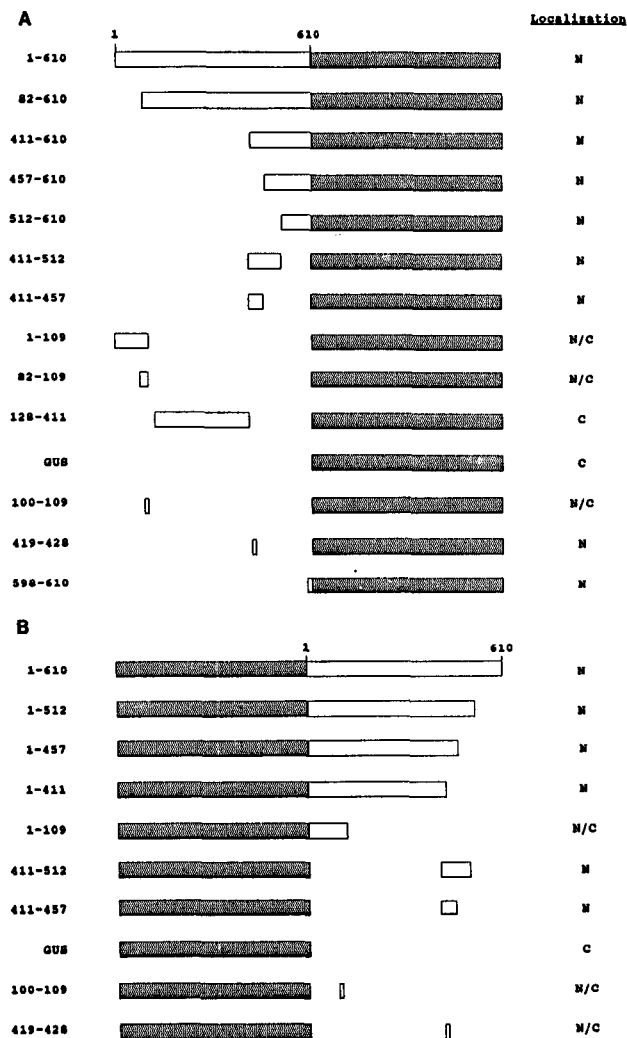 A
Localization
1 610
1-610 N
82-610 N
411-610 N
457-610 N
512-610 N
411-512 N
411-457 N
1-109 N/C
82-109 N/C
128-411 C
GUS C
100-109 N/C
419-428 N
598-610 N
B
1 610
1-610 N
1-512 N
1-457 N
1-411 N
1-109 N/C
411-512 N
411-457 N
GUS C
100-109 N/C
419-428 N/C